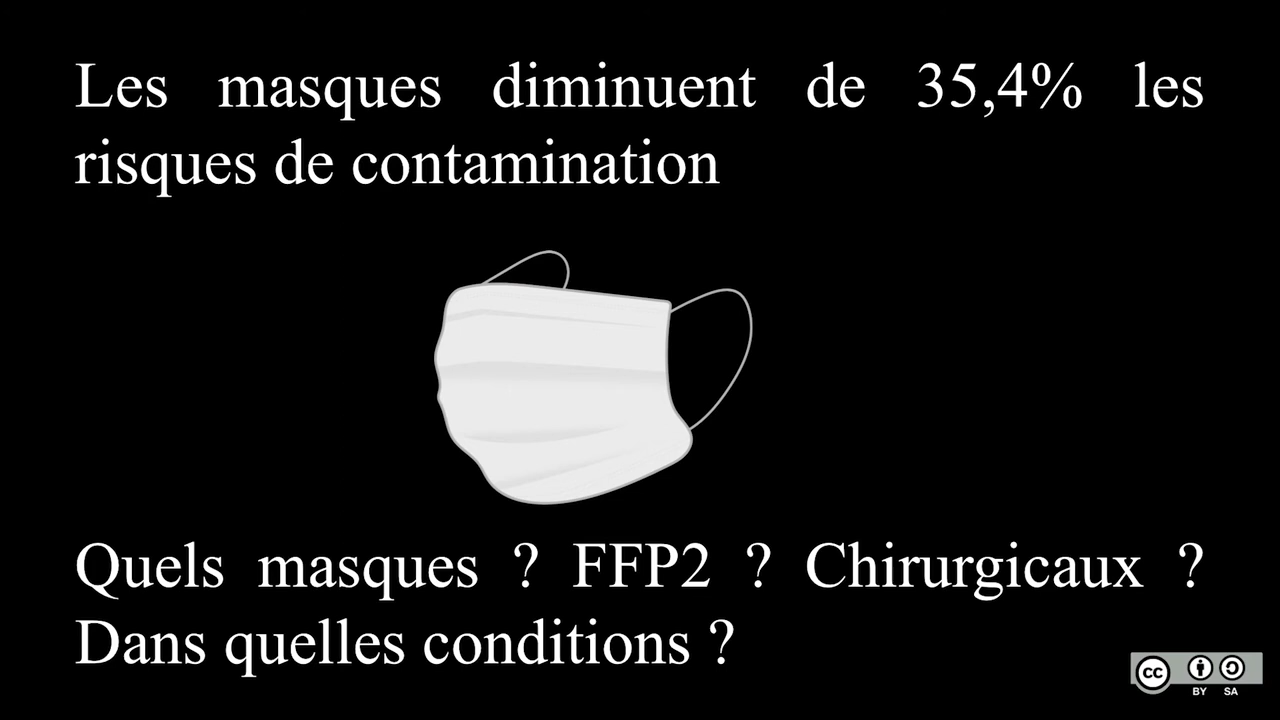 Les masques diminuent de 35,4% les
risques de contamination
Quels masques ? FFP2 ? Chirurgicaux ?
Dans quelles conditions ?
cc
BY SA